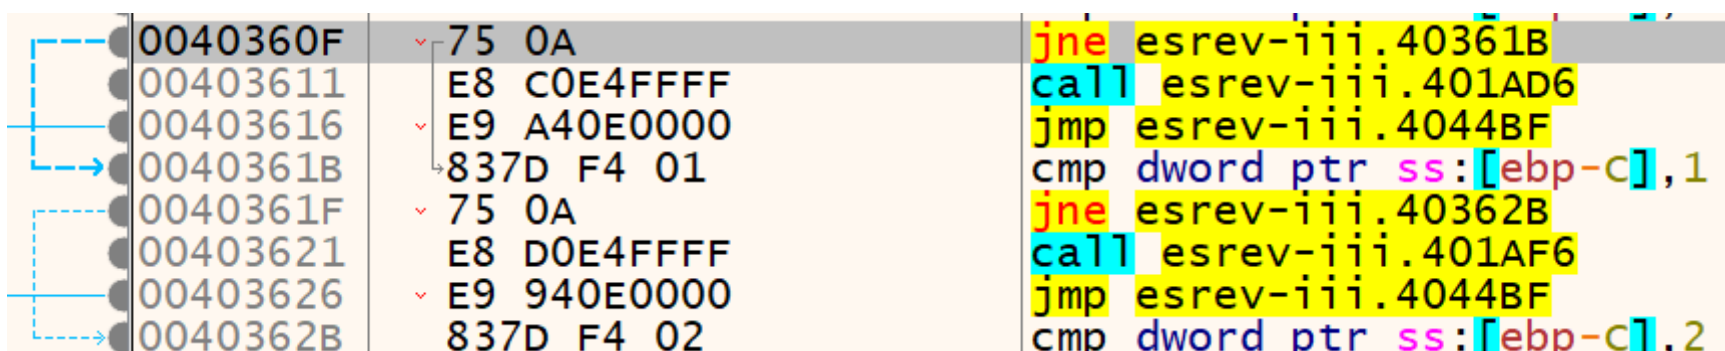 0040360F 75 0A jne esrev-iii.40361B
00403611 E8 C0E4FFFF call esrev-iii.401AD6
00403616 E9 A40E0000 jmp esrev-iii.4044BF
0040361B 837D F4 01 cmp dword ptr ss:[ebp-C],1
0040361F 75 0A jne esrev-iii.40362B
00403621 E8 D0E4FFFF call esrev-iii.401AF6
00403626 E9 940E0000 jmp esrev-iii.4044BF
0040362B 837D F4 02 cmp dword ptr ss:[ebp-C],2